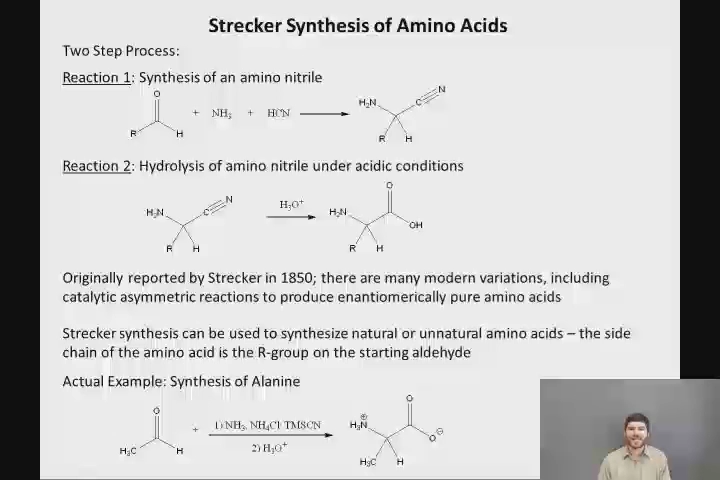 Strecker Synthesis of Amino Acids
Two Step Process:
Reaction 1: Synthesis of an amino nitrile
O
R H + NH3 + HCN H2N C N R H
Reaction 2: Hydrolysis of amino nitrile under acidic conditions
H2N C N R H H3O+ H2N O OH R H
Originally reported by Strecker in 1850; there are many modern variations, including
catalytic asymmetric reactions to produce enantiomerically pure amino acids
Strecker synthesis can be used to synthesize natural or unnatural amino acids – the side
chain of the amino acid is the R-group on the starting aldehyde
Actual Example: Synthesis of Alanine
O H3C H + 1) NH3, NH4Cl TMSCN H3N ⊕ O O ⊖
2) H3O+ H3C H